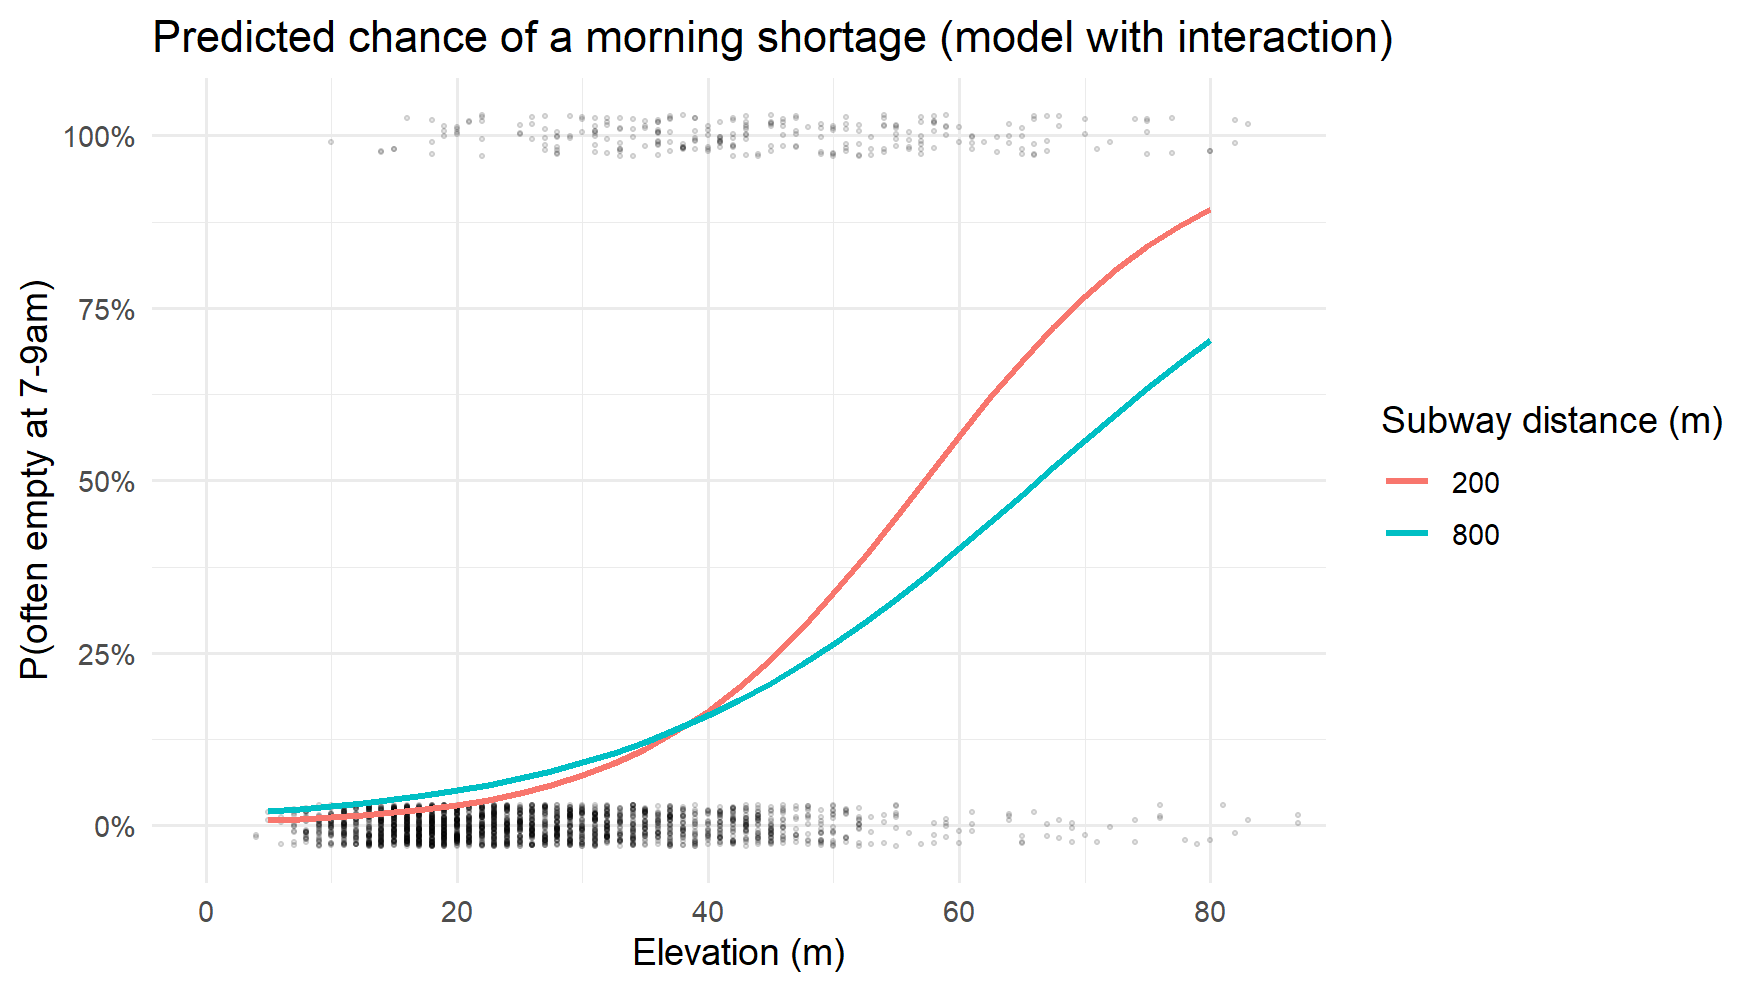 Predicted chance of a morning shortage (model with interaction)
P(often empty at 7-9am)
100%
75%
50%
25%
0%
0 20 40 60 80
Elevation (m)
Subway distance (m)
200
800